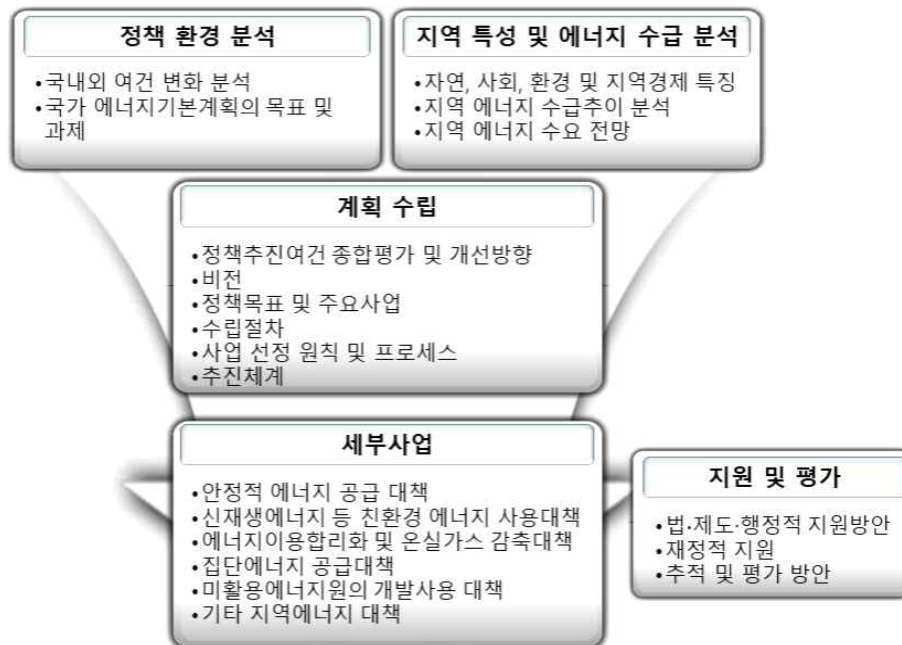 정책 환경 분석
•국내외 여건 변화 분석
•국가 에너지기본계획의 목표 및
과제
지역 특성 및 에너지 수급 분석
•자연, 사회, 환경 및 지역경제 특징
•지역 에너지 수급추이 분석
•지역 에너지 수요 전망
계획 수립
•정책추진여건 종합평가 및 개선방향
•비전
•정책목표 및 주요사업
•수립절차
•사업 선정 원칙 및 프로세스
•추진체계
세부사업
•안정적 에너지 공급 대책
•신재생에너지 등 친환경 에너지 사용대책
•에너지이용합리화 및 온실가스 감축대책
•집단에너지 공급대책
•미활용에너지원의 개발사용 대책
•기타 지역에너지 대책
지원 및 평가
•법·제도·행정적 지원방안
•재정적 지원
•추적 및 평가 방안